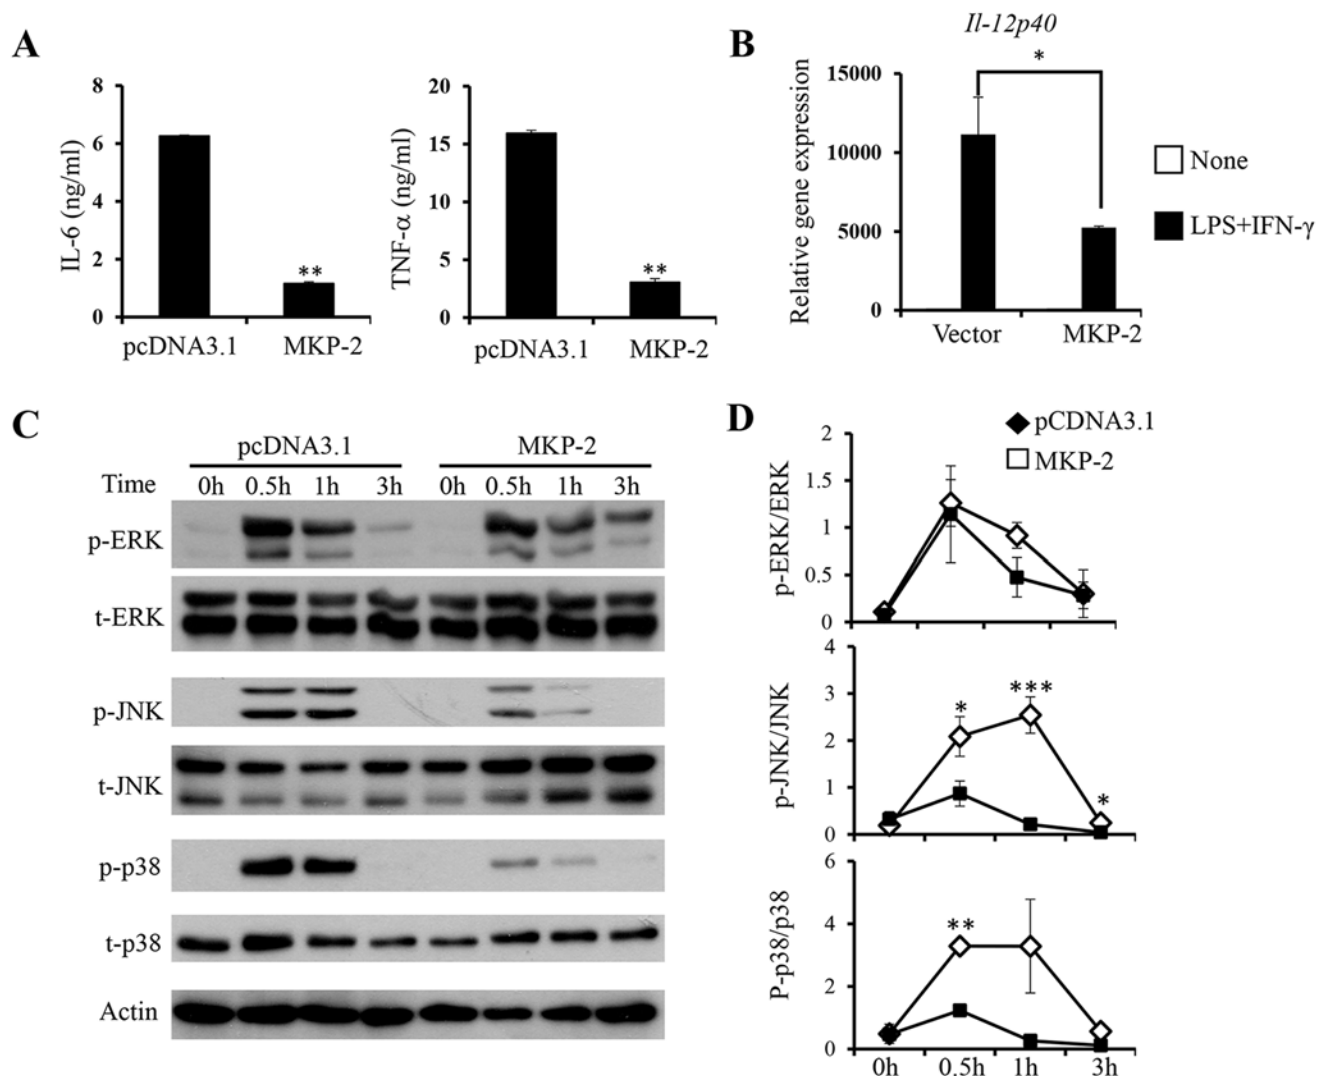 A
IL-6 (ng/ml)
8
6
4
2
0
pcDNA3.1
MKP-2
**
TNF-α (ng/ml)
20
15
10
5
0
pcDNA3.1
MKP-2
**
B
Il-12p40
*
Relative gene expression
15000
10000
5000
0
Vector
MKP-2
None
LPS+IFN-γ
C
pcDNA3.1
MKP-2
Time
0h
0.5h
1h
3h
0h
0.5h
1h
3h
p-ERK
t-ERK
p-JNK
t-JNK
p-p38
t-p38
Actin
D
pCDNA3.1
MKP-2
p-ERK/ERK
2
1.5
1
0.5
0
p-JNK/JNK
4
3
2
1
0
*
***
*
P-p38/p38
6
4
2
0
**
0h
0.5h
1h
3h